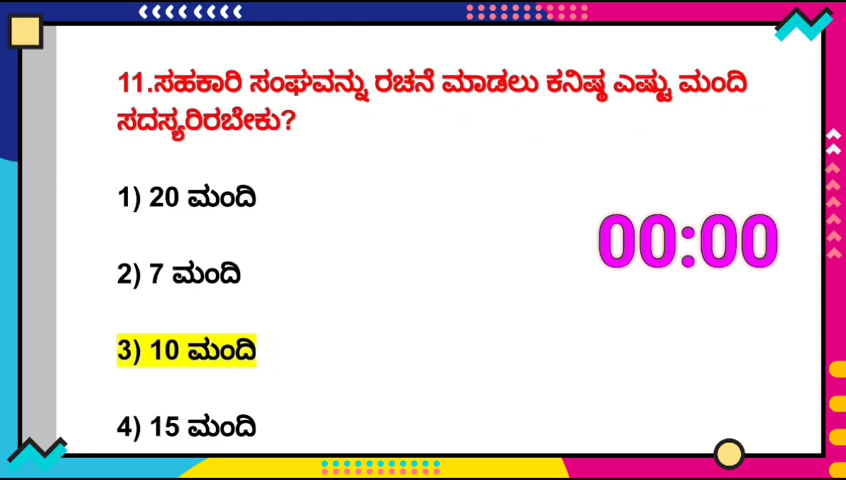 11.ಸಹಕಾರಿ ಸಂಘವನ್ನು ರಚನೆ ಮಾಡಲು ಕನಿಷ್ಠ ಎಷ್ಟು ಮಂದಿ
ಸದಸ್ಯರಿರಬೇಕು?
1) 20 ಮಂದಿ
00:00
2) 7 ಮಂದಿ
3) 10 ಮಂದಿ
4) 15 ಮಂದಿ